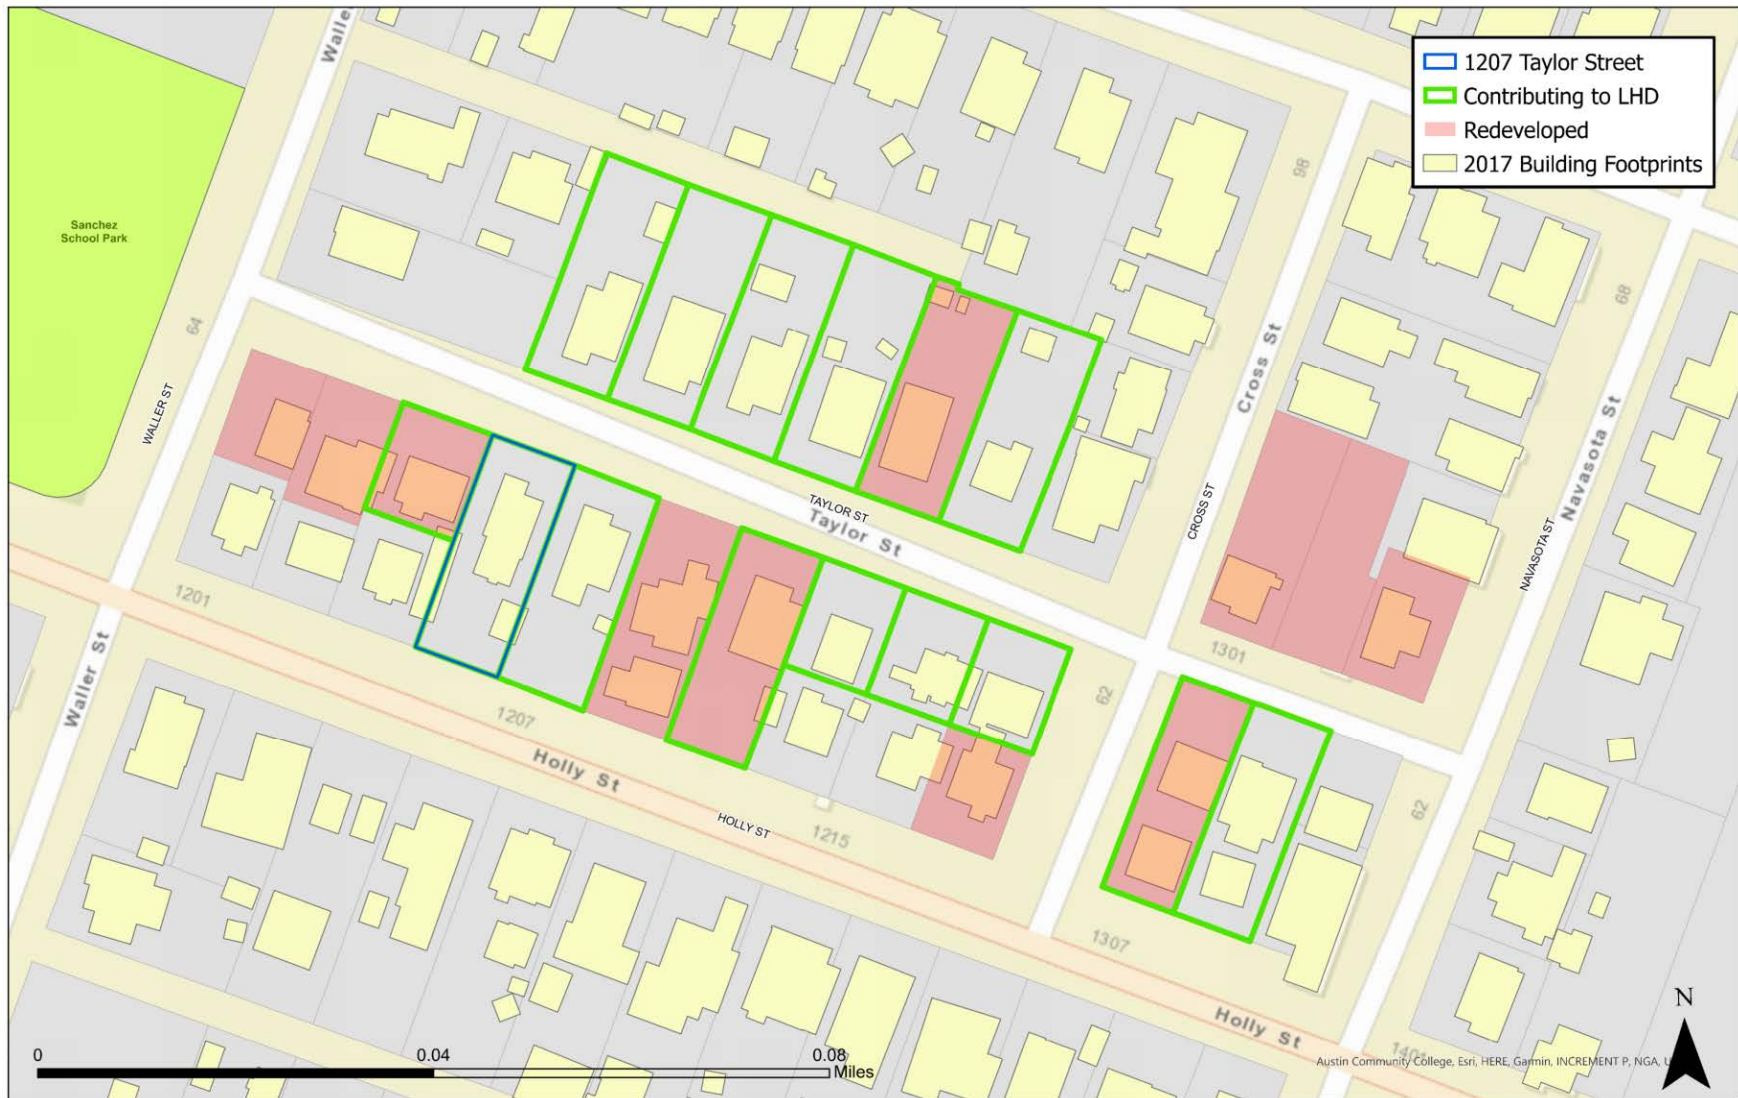 Walle
1207 Taylor Street
Contributing to LHD
Redeveloped
2017 Building Footprints
98
Sanchez
School Park
68
64
Cross St
Navasota St
WALLER ST
TAYLOR ST
Taylor St
CROSS ST
NAVASOTA ST
1201
1301
Waller St
62
1207
Holly St
HOLLY ST
1215
62
1307
Holly St
N
0
0.04
0.08
Miles
1401
Austin Community College, Esri, HERE, Garmin, INCREMENT P, NGA, U